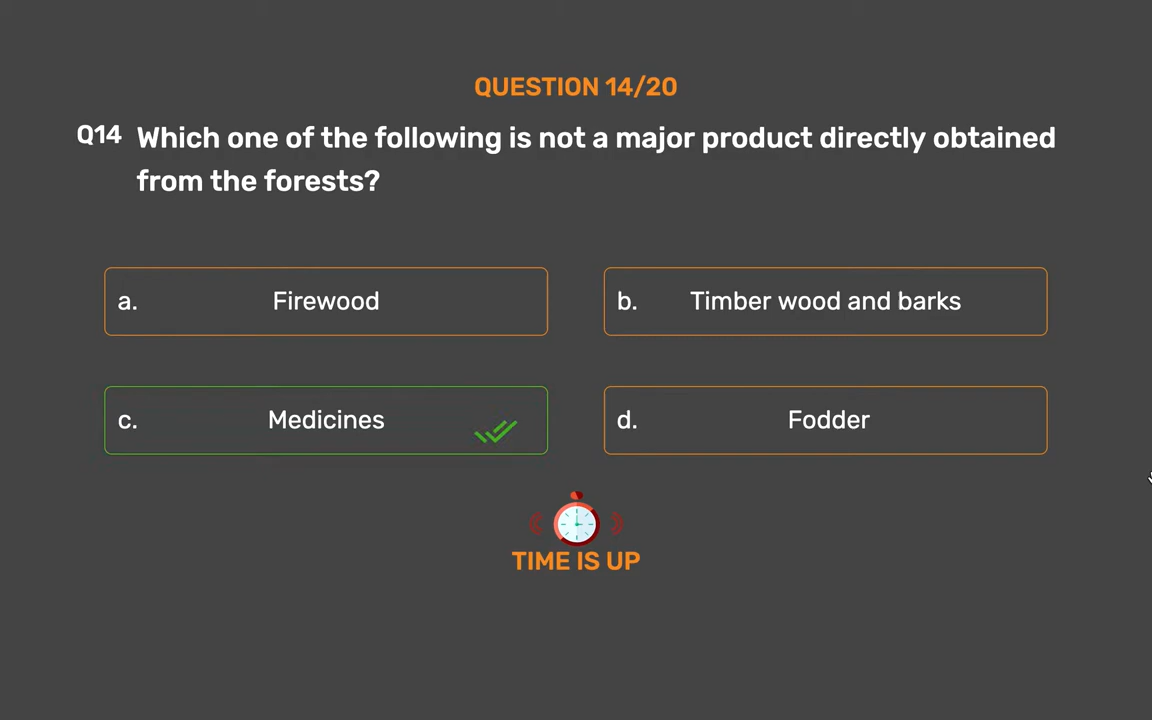 QUESTION 14/20
Q14 Which one of the following is not a major product directly obtained
from the forests?
a. Firewood
b. Timber wood and barks
c. Medicines
d. Fodder
TIME IS UP